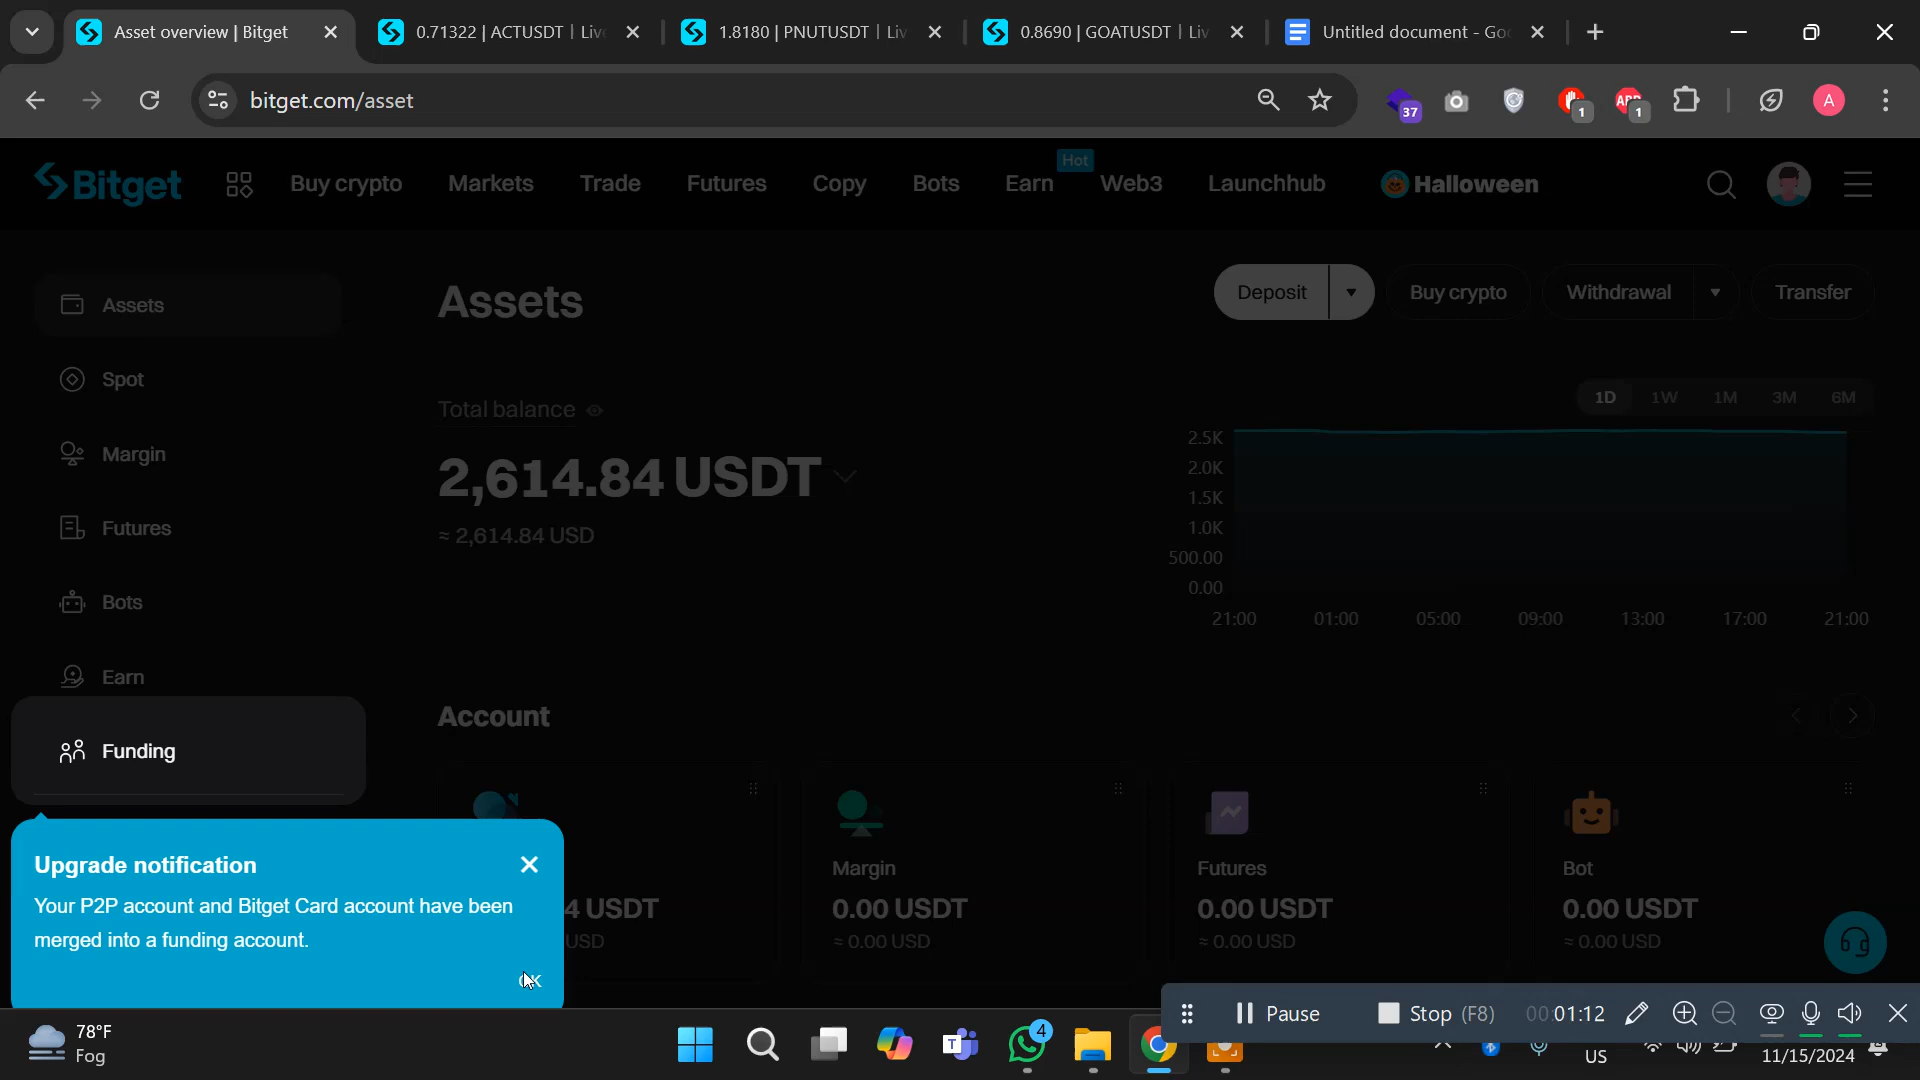 Asset overview | Bitget
0.71322 | ACTUSDT | Liv
1.8180 | PNUTUSDT | Liv
0.8690 | GOATUSDT | Liv
Untitled document - Go
bitget.com/asset
37
1
ABP
1
A
Bitget
Buy crypto
Markets
Trade
Futures
Copy
Bots
Earn
Hot
Web3
Launchhub
Halloween
Assets
Spot
Margin
Futures
Bots
Earn
Funding
Assets
Deposit
Buy crypto
Withdrawal
Transfer
Total balance
2,614.84 USDT
≈ 2,614.84 USD
1D 1W 1M 3M 6M
2.5K
2.0K
1.5K
1.0K
500.00
0.00
21:00 01:00 05:00 09:00 13:00 17:00 21:00
Account
Upgrade notification
Your P2P account and Bitget Card account have been
merged into a funding account.
4 USDT
USD
Margin
0.00 USDT
≈ 0.00 USD
Futures
0.00 USDT
≈ 0.00 USD
Bot
0.00 USDT
≈ 0.00 USD
Pause
Stop (F8)
00:01:12
78°F
Fog
4
US
11/15/2024